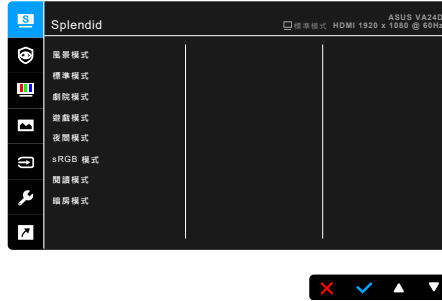 S
Splendid
ASUS VA24D
標準模式 HDMI 1920 x 1080 @ 60Hz
風景模式
標準模式
劇院模式
遊戲模式
夜間模式
sRGB 模式
閱讀模式
暗房模式